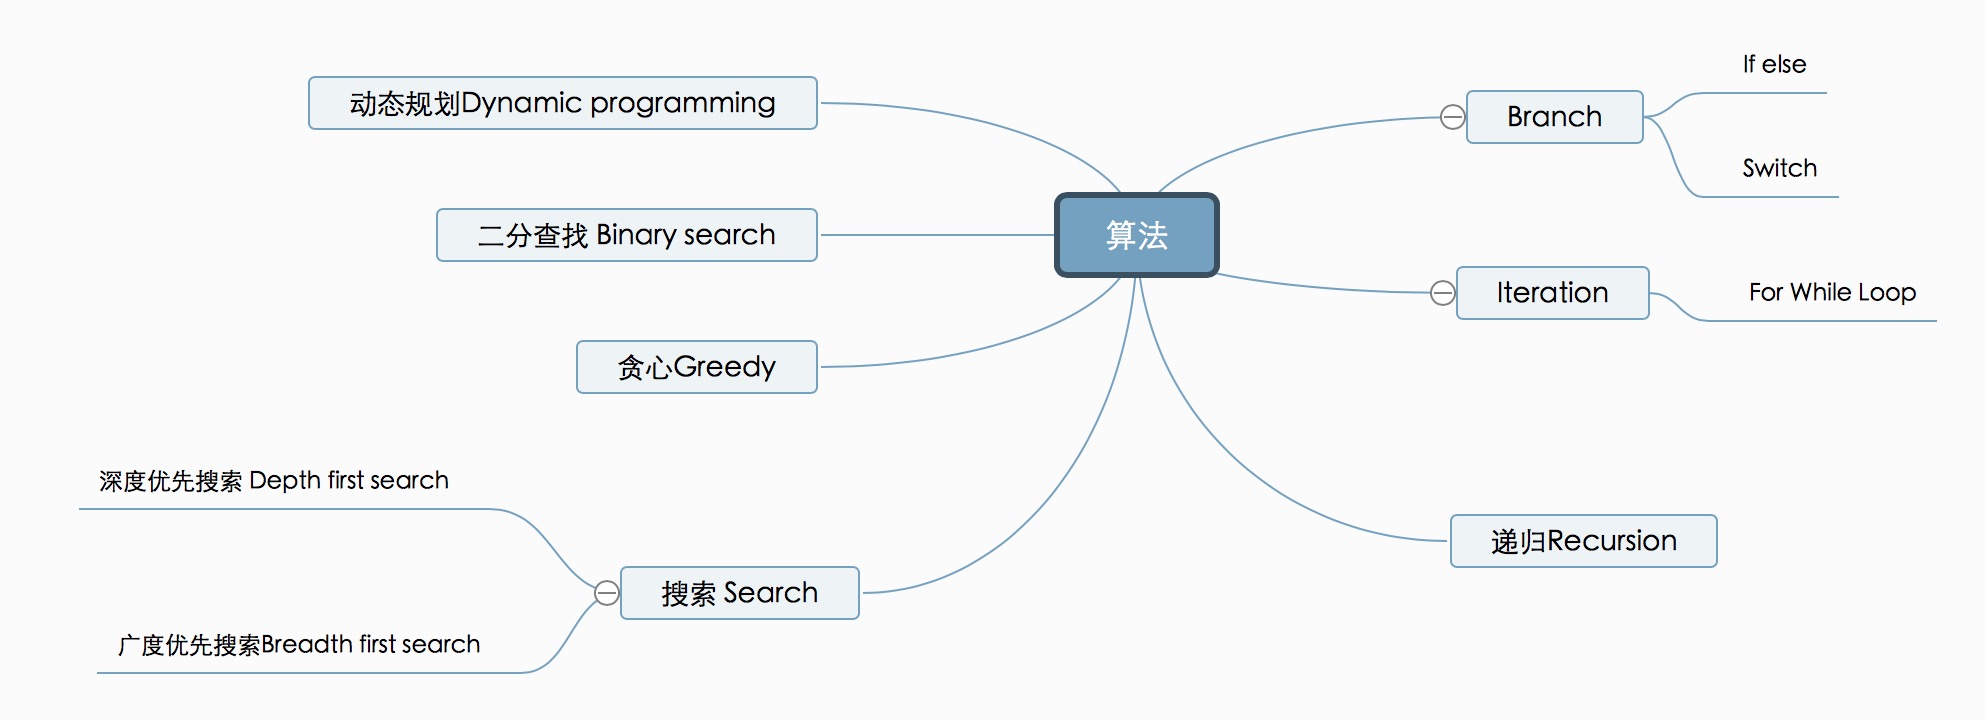 算法
Branch
If else
Switch
Iteration
For While Loop
递归Recursion
动态规划Dynamic programming
二分查找 Binary search
贪心Greedy
搜索 Search
深度优先搜索 Depth first search
广度优先搜索Breadth first search